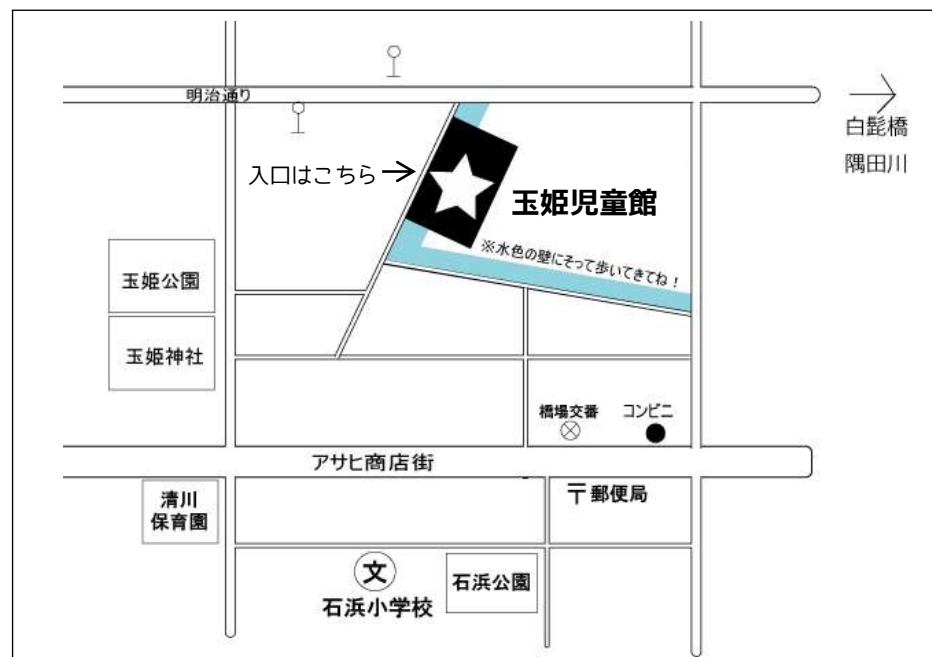 明治通り
白髭橋
隅田川
入口はこちら
玉姫児童館
※水色の壁にそって歩いてきてね！
玉姫公園
玉姫神社
橋場交番
コンビニ
アサヒ商店街
清川
保育園
〒郵便局
文
石浜小学校
石浜公園